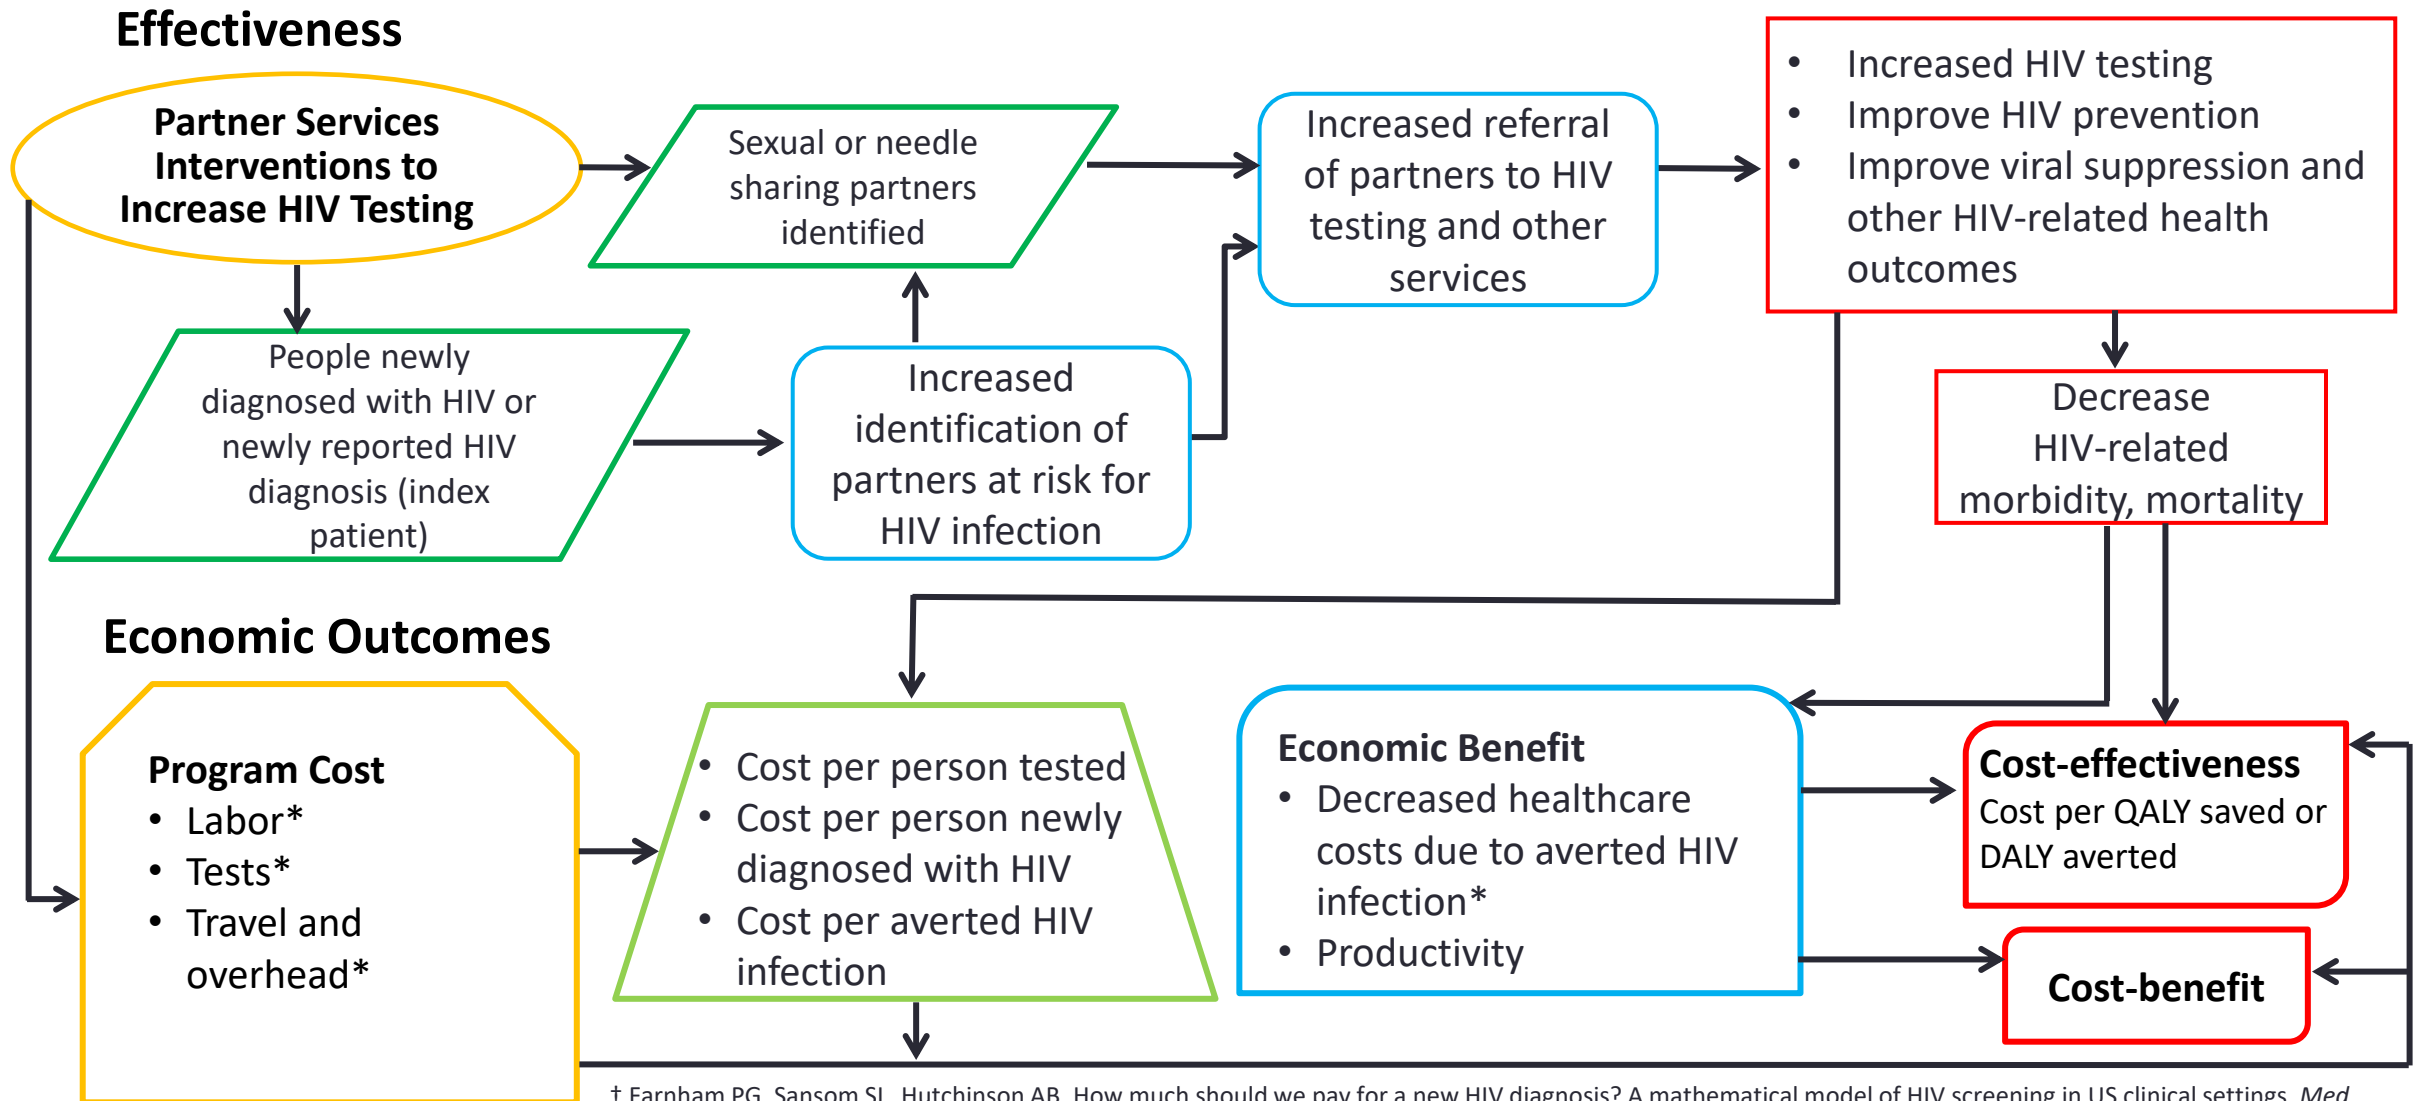 Effectiveness
Partner Services
Interventions to
Increase HIV Testing
Sexual or needle
sharing partners
identified
Increased referral
of partners to HIV
testing and other
services
• Increased HIV testing
• Improve HIV prevention
• Improve viral suppression and
other HIV-related health
outcomes
People newly
diagnosed with HIV or
newly reported HIV
diagnosis (index
patient)
Increased
identification of
partners at risk for
HIV infection
Decrease
HIV-related
morbidity, mortality
Economic Outcomes
Program Cost
• Labor*
• Tests*
• Travel and
overhead*
• Cost per person tested
• Cost per person newly
diagnosed with HIV
• Cost per averted HIV
infection
Economic Benefit
• Decreased healthcare
costs due to averted HIV
infection*
• Productivity
Cost-effectiveness
Cost per QALY saved or
DALY averted
Cost-benefit
† Farnham PG, Sansom SL, Hutchinson AB. How much should we pay for a new HIV diagnosis? A mathematical model of HIV screening in US clinical settings. Med